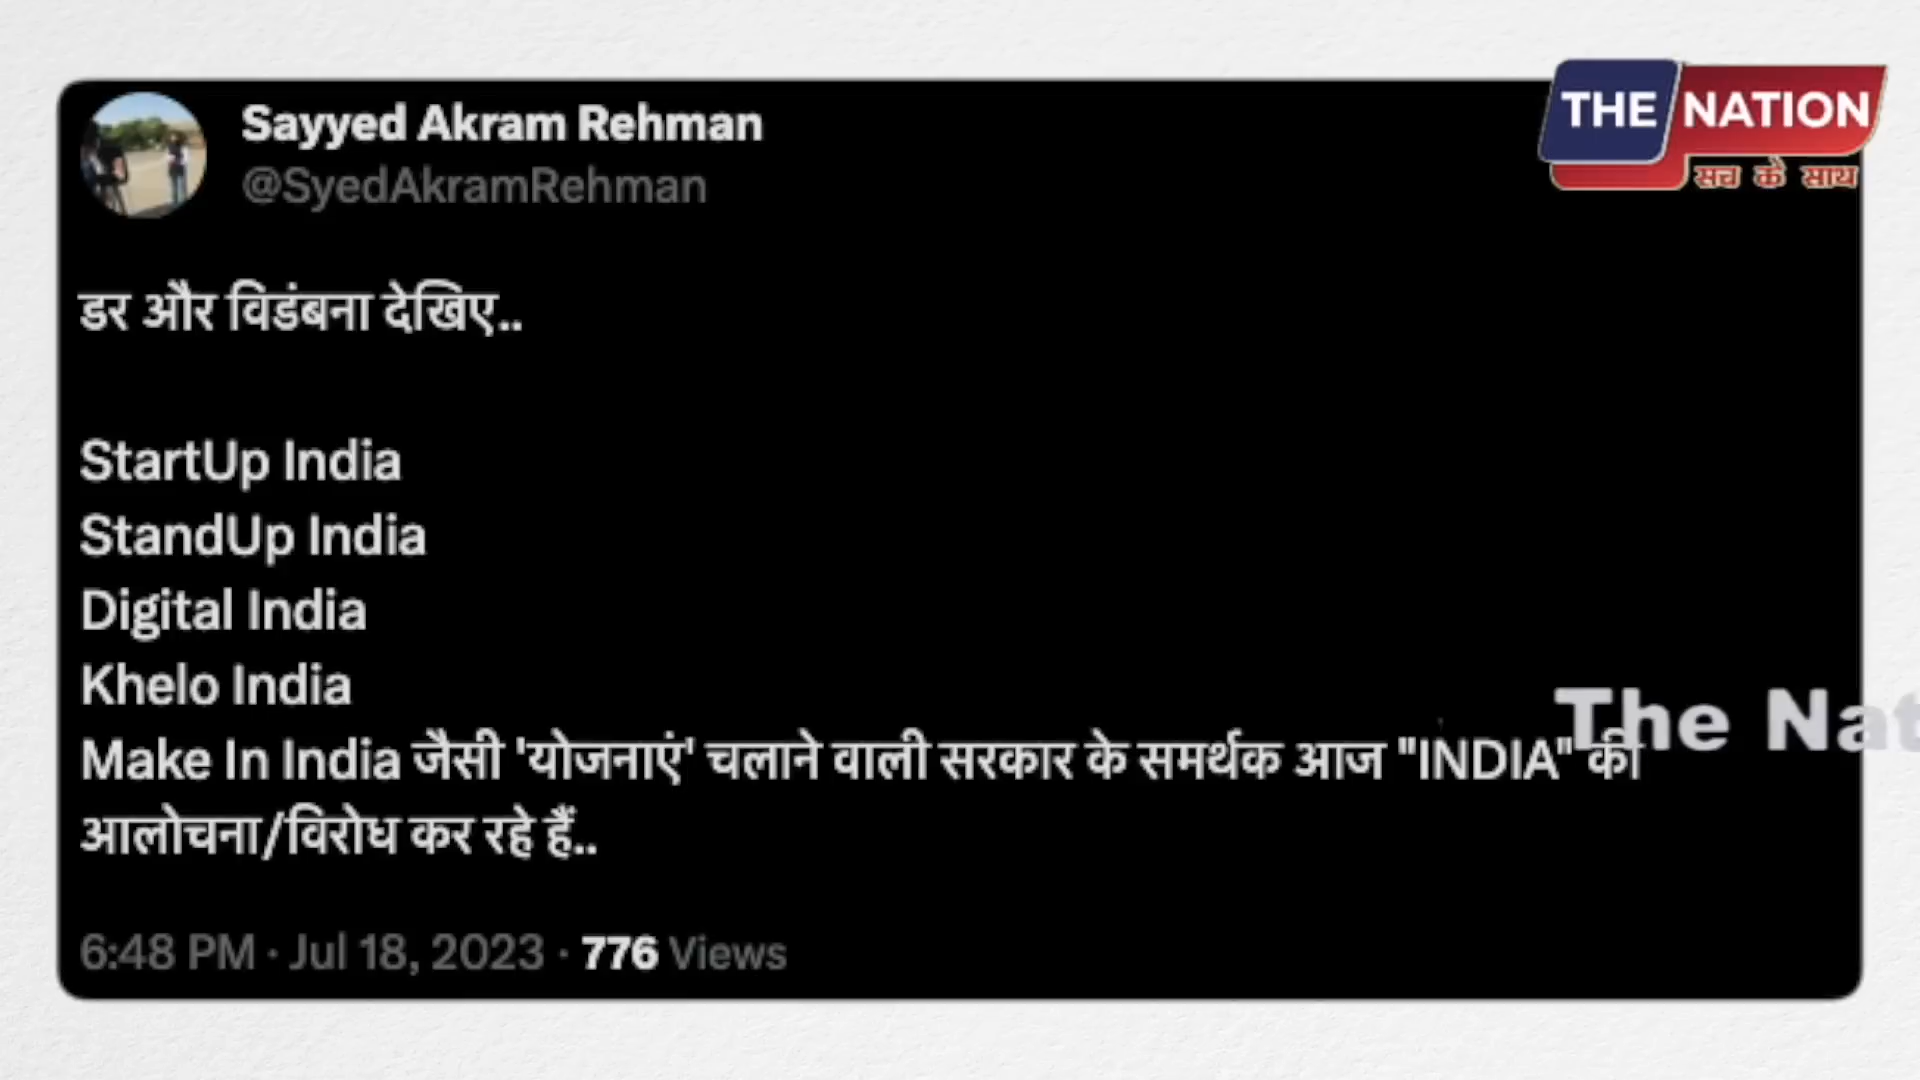 THE NATION
सच के साथ
Sayyed Akram Rehman
@SyedAkramRehman
डर और विडंबना देखिए..
StartUp India
StandUp India
Digital India
Khelo India
Make In India जैसी 'योजनाएं' चलाने वाली सरकार के समर्थक आज "INDIA" की
आलोचना/विरोध कर रहे हैं..
6:48 PM · Jul 18, 2023 · 776 Views
The Nat